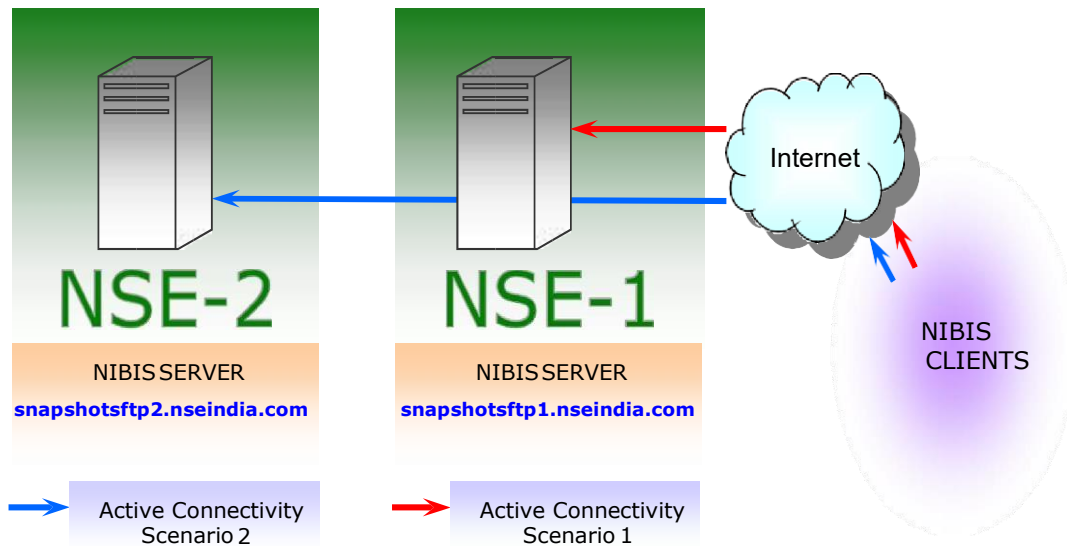 Internet
NSE-2
NSE-1
NIBIS
CLIENTS
NIBIS SERVER
snapshotsftp2.nseindia.com
NIBIS SERVER
snapshotsftp1.nseindia.com
Active Connectivity
Scenario 2
Active Connectivity
Scenario 1